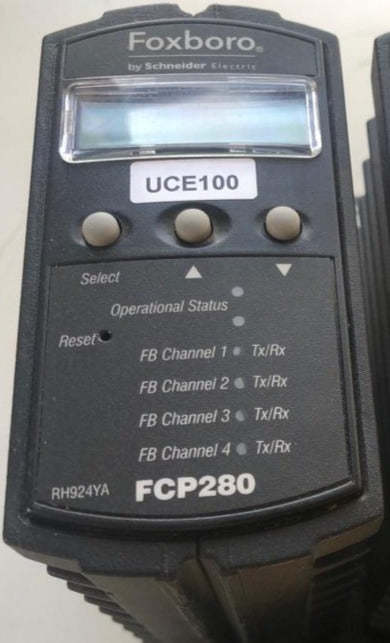 Foxboro®
by Schneider Electric
UCE100
Select ▲ ▼
Operational Status
Reset
FB Channel 1 Tx/Rx
FB Channel 2 Tx/Rx
FB Channel 3 Tx/Rx
FB Channel 4 Tx/Rx
RH924YA FCP280